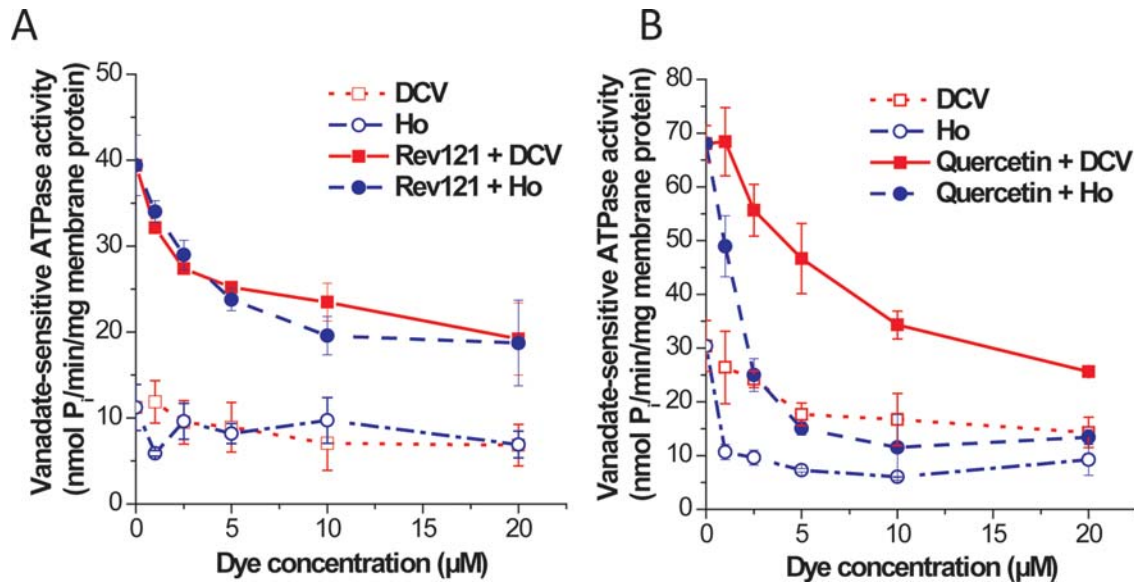 A
Vanadate-sensitive ATPase activity
(nmol Pi/min/mg membrane protein)
50
40
30
20
10
0
DCV
Ho
Rev121 + DCV
Rev121 + Ho
0
5
10
15
20
Dye concentration (µM)
B
Vanadate-sensitive ATPase activity
(nmol Pi/min/mg membrane protein)
80
70
60
50
40
30
20
10
0
DCV
Ho
Quercetin + DCV
Quercetin + Ho
0
5
10
15
20
Dye concentration (µM)